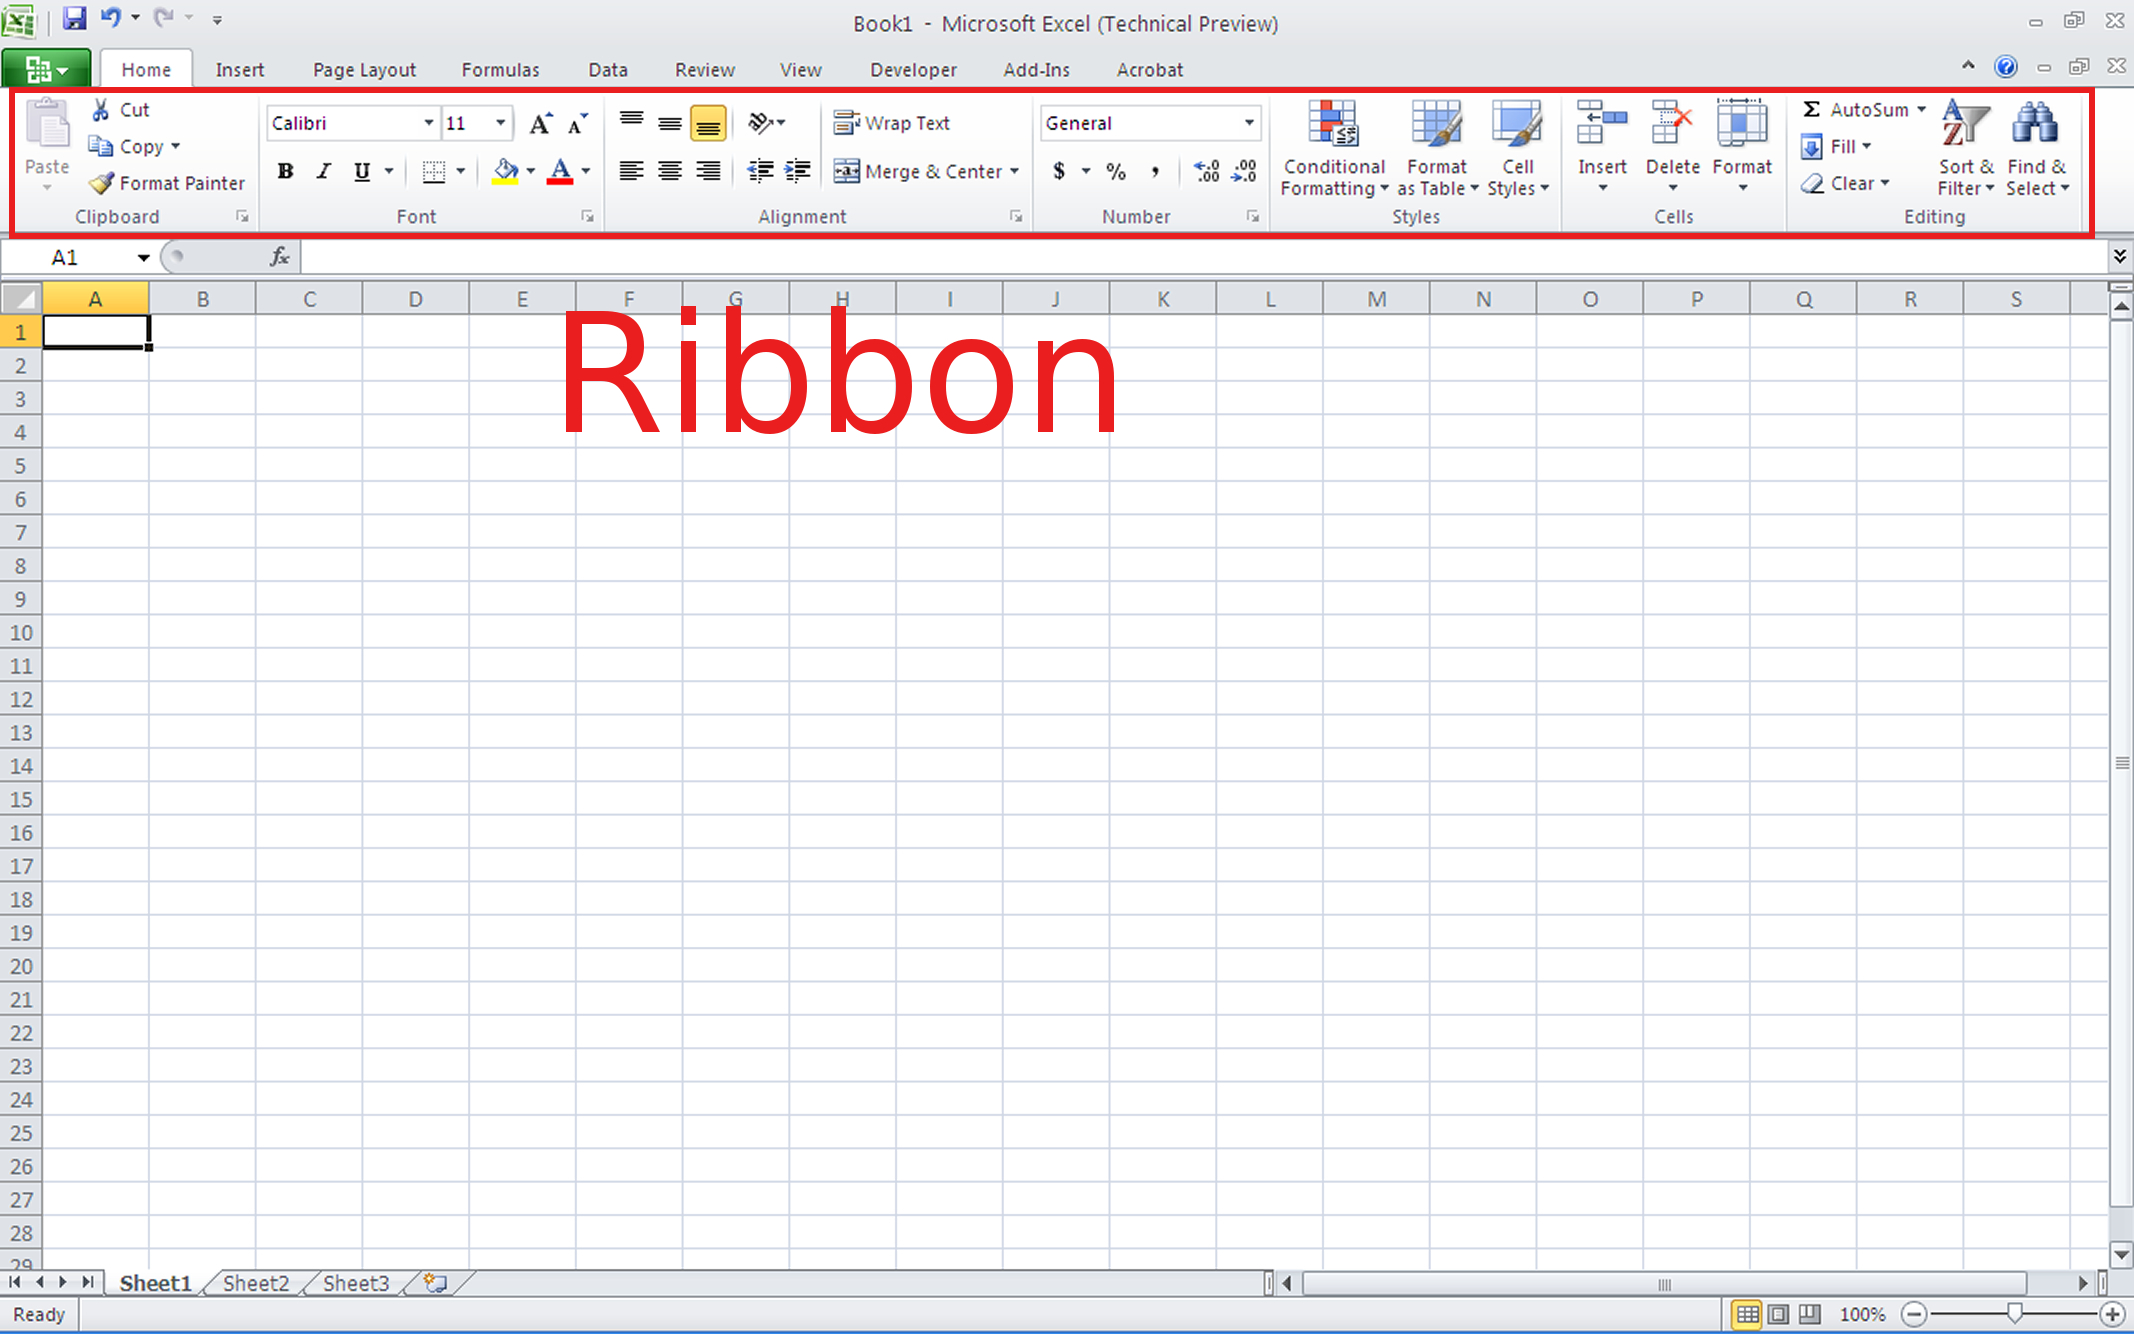 Book1 - Microsoft Excel (Technical Preview)
Home Insert Page Layout Formulas Data Review View Developer Add-Ins Acrobat
Paste
Cut
Copy
Format Painter
Clipboard
Calibri 11
B I U A
Font
Wrap Text
Merge & Center
Alignment
General
$ % ,
Number
Conditional Formatting
Format as Table
Cell Styles
Styles
Insert Delete Format
Cells
Σ AutoSum
Fill
Clear
Sort & Filter
Find & Select
Editing
A1 fx
A B C D E F G H I J K L M N O P Q R S
Ribbon
1
2
3
4
5
6
7
8
9
10
11
12
13
14
15
16
17
18
19
20
21
22
23
24
25
26
27
28
29
Sheet1 Sheet2 Sheet3
Ready 100%